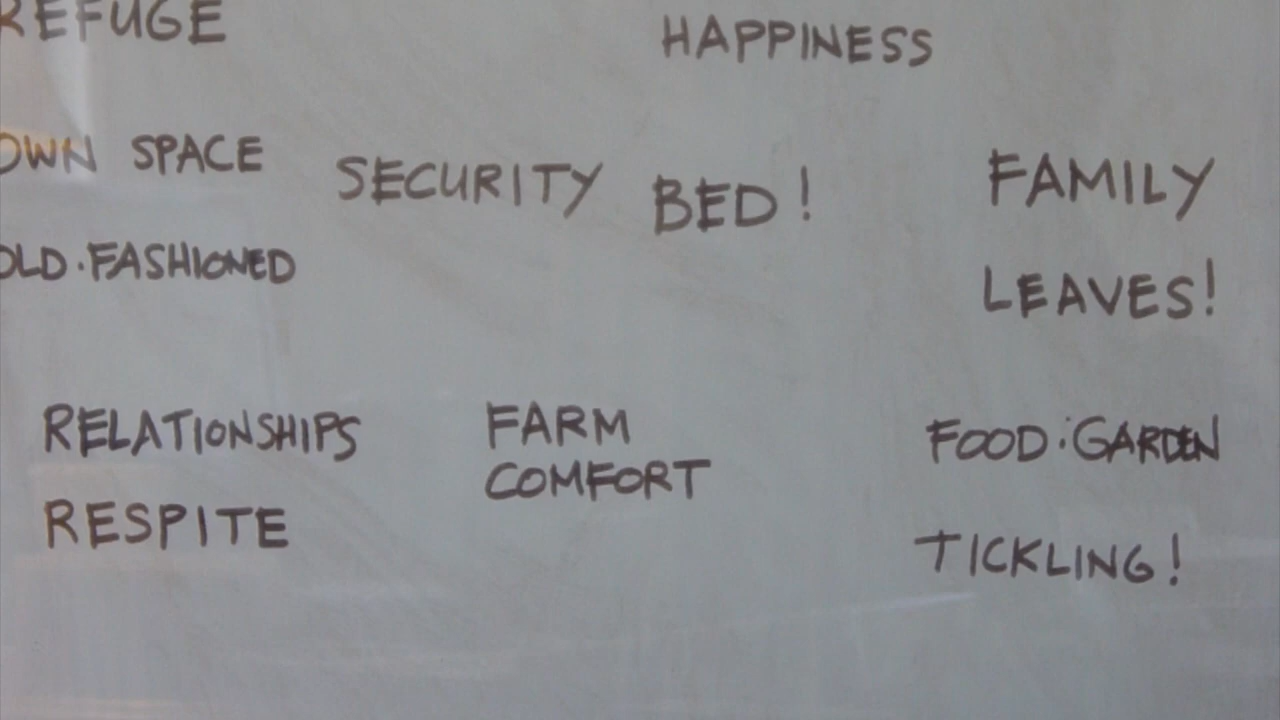 REFUGE
HAPPINESS
OWN SPACE
SECURITY
BED!
FAMILY
OLD.FASHIONED
LEAVES!
RELATIONSHIPS
FARM
COMFORT
FOOD.GARDEN
RESPITE
TICKLING!